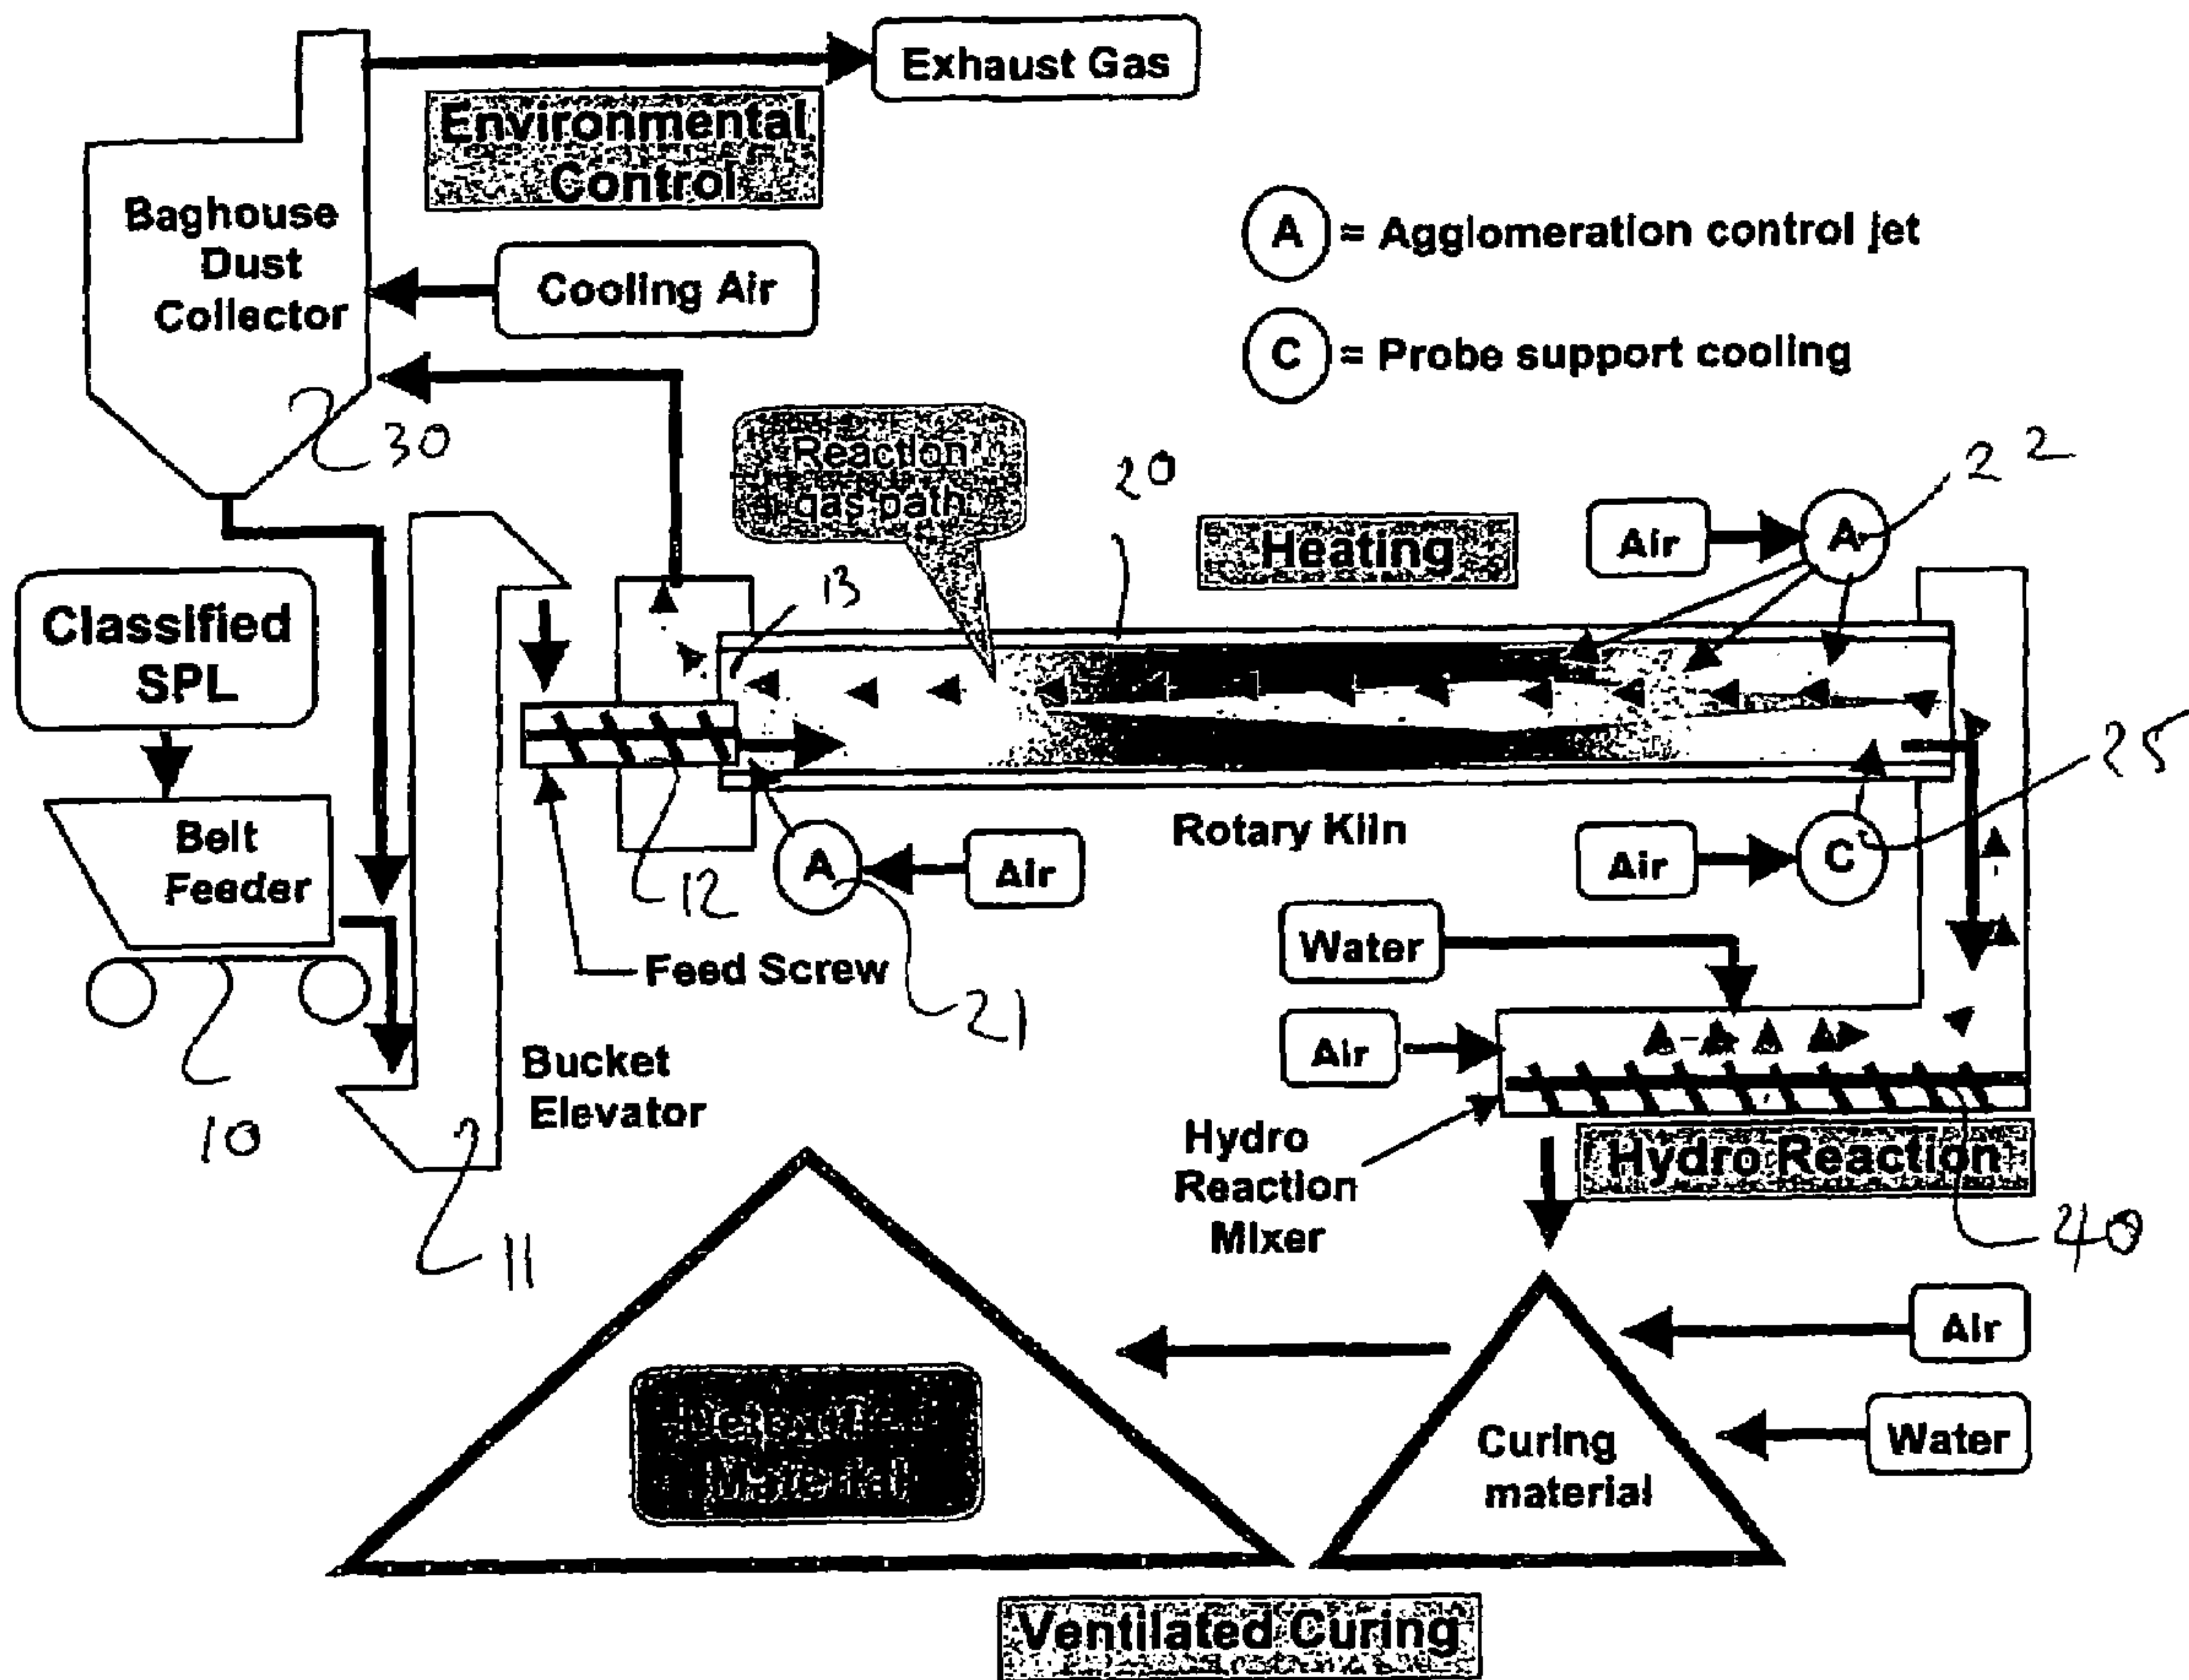 Exhaust Gas
Environmental
Control
Baghouse
Dust
Collector
Cooling Air
A = Agglomeration control jet
C = Probe support cooling
30
Reaction
gas path
20
Heating
Air
A
22
Classified
SPL
13
25
Belt
Feeder
Rotary Kiln
12
A
Air
Air
C
Feed Screw
21
Water
10
Bucket
Elevator
Air
11
Hydro
Reaction
Mixer
Hydro Reaction
40
Air
Curing
material
Water
Material
Ventilated Curing